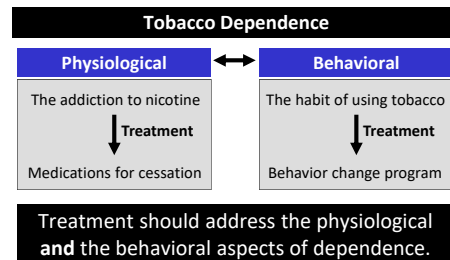 Tobacco Dependence
Physiological
Behavioral
The addiction to nicotine
The habit of using tobacco
Treatment
Treatment
Medications for cessation
Behavior change program
Treatment should address the physiological
and the behavioral aspects of dependence.